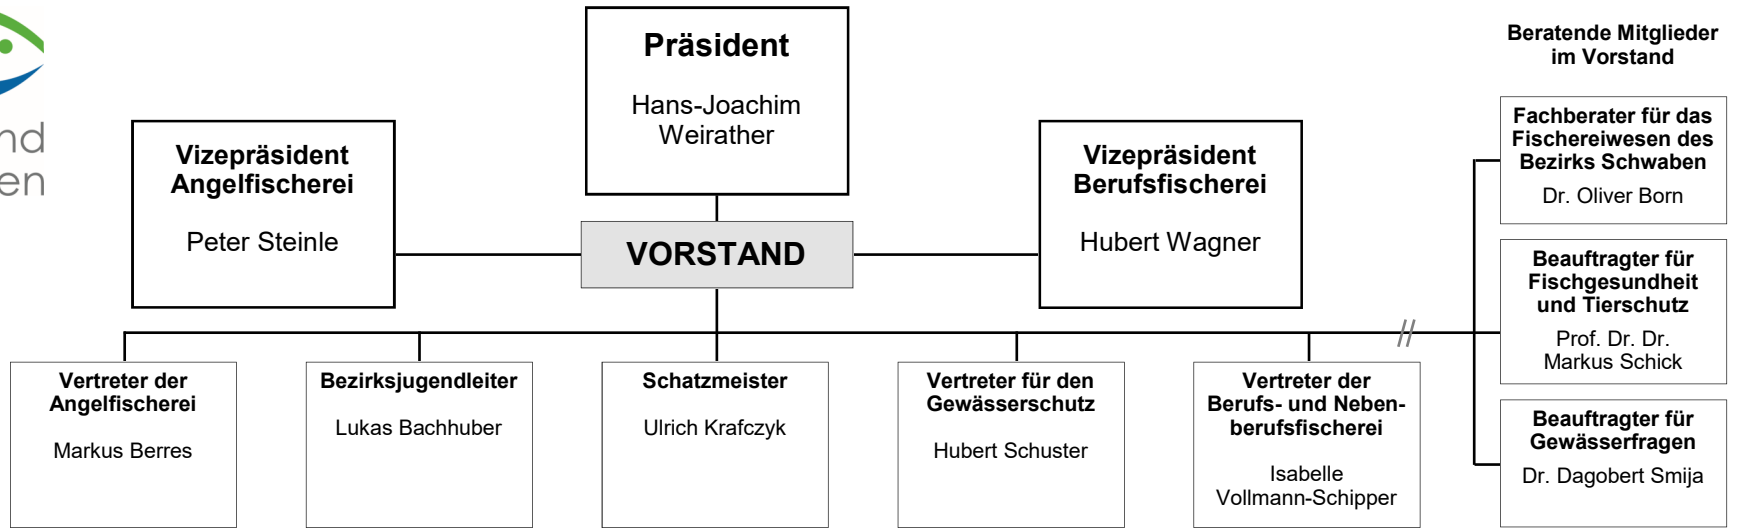 nd
en
Präsident
Hans-Joachim
Weirather
Vizepräsident
Angelfischerei
Peter Steinle
VORSTAND
Vizepräsident
Berufsfischerei
Hubert Wagner
Vertreter der
Angelfischerei
Markus Berres
Bezirksjugendleiter
Lukas Bachhuber
Schatzmeister
Ulrich Krafczyk
Vertreter für den
Gewässerschutz
Hubert Schuster
Vertreter der
Berufs- und Neben-
berufsfischerei
Isabelle
Vollmann-Schipper
Beratende Mitglieder
im Vorstand
Fachberater für das
Fischereiwesen des
Bezirks Schwaben
Dr. Oliver Born
Beauftragter für
Fischgesundheit
und Tierschutz
Prof. Dr. Dr.
Markus Schick
Beauftragter für
Gewässerfragen
Dr. Dagobert Smija